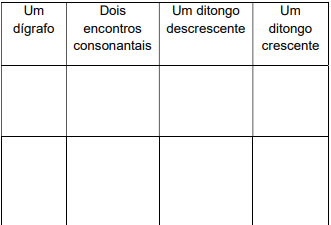 Um
dígrafo
Dois
encontros
consonantais
Um ditongo
descrescente
Um
ditongo
crescente